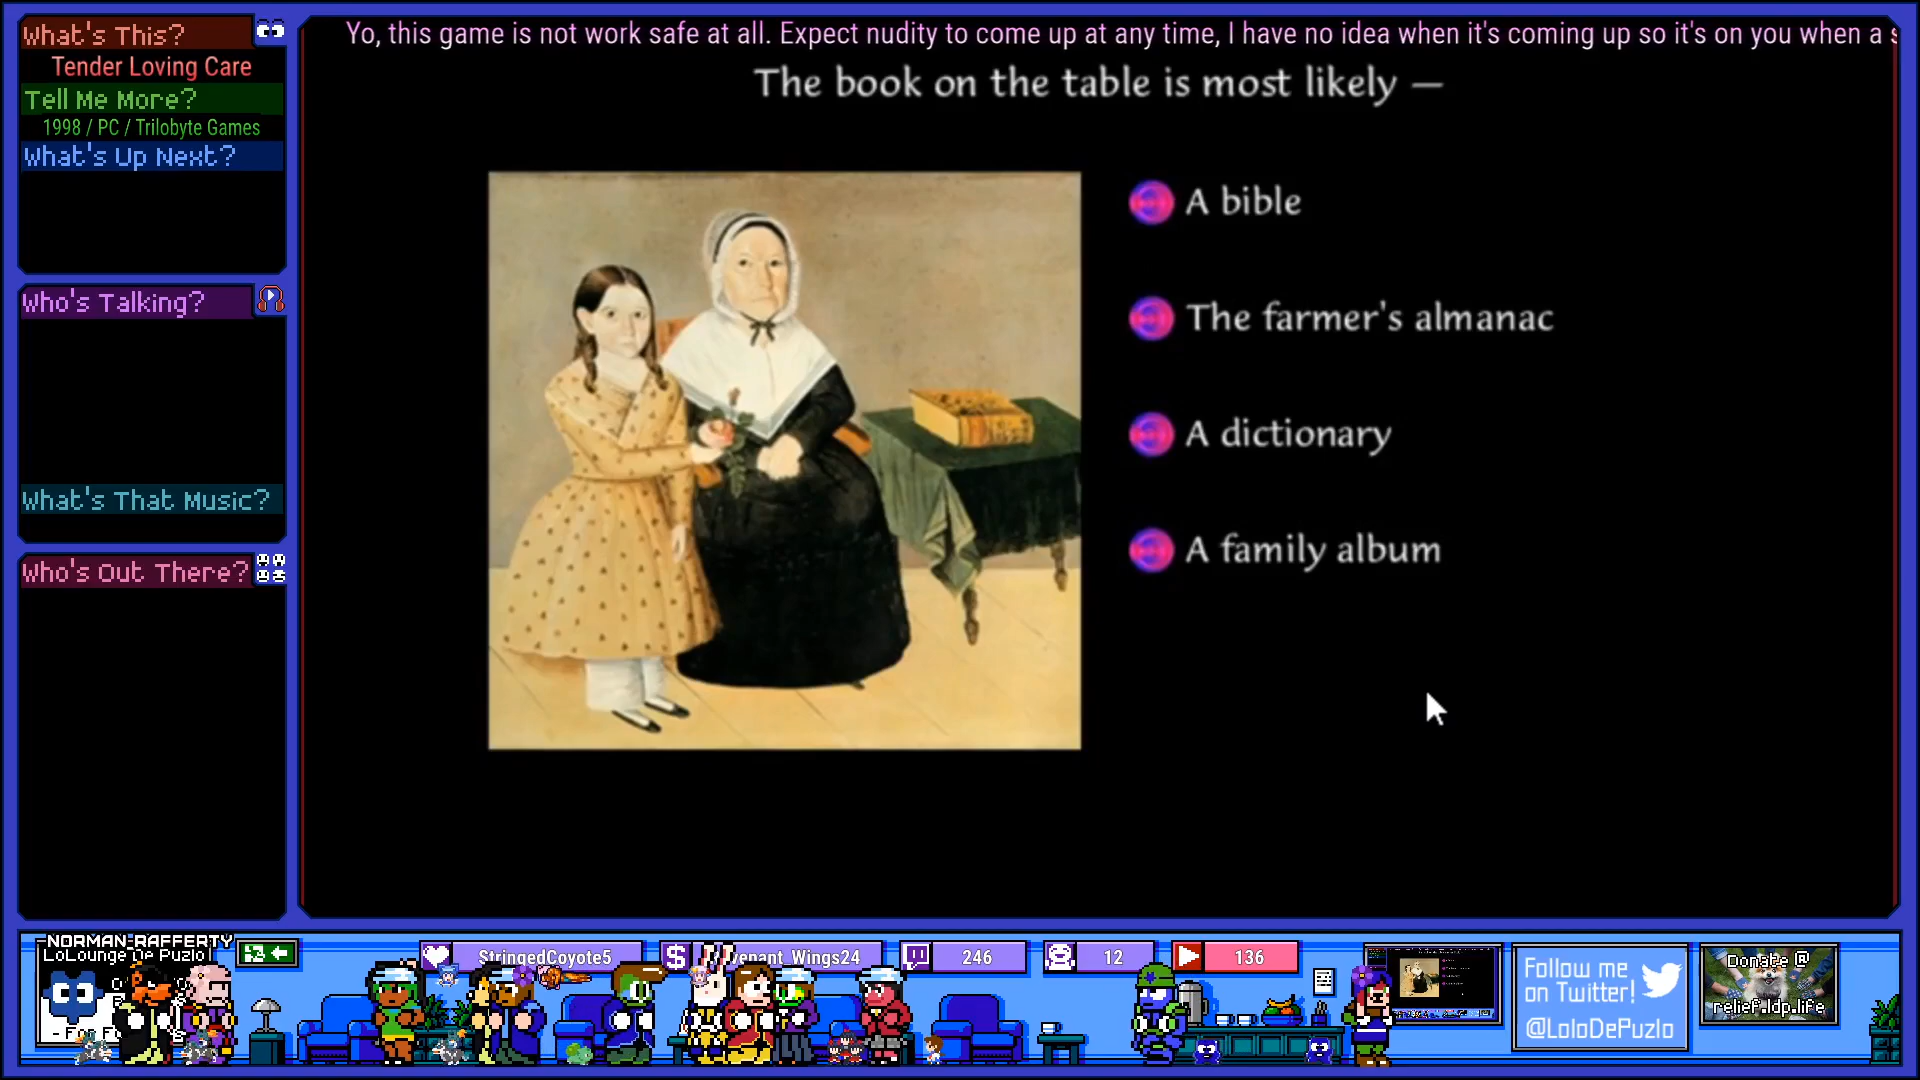 What's This?
Tender Loving Care
Tell Me More?
1998 / PC / Trilobyte Games
What's Up Next?
Who's Talking?
What's That Music?
Who's Out There?
Yo, this game is not work safe at all. Expect nudity to come up at any time, I have no idea when it's coming up so it's on you when a
The book on the table is most likely —
A bible
The farmer's almanac
A dictionary
A family album
NORMAN-RAFFERTY
LoLounge De Puzlo
StringedCoyote5
venant_Wings24
246
12
136
Follow me
on Twitter!
@LoloDePuzlo
Donate @
relief.ldp.life